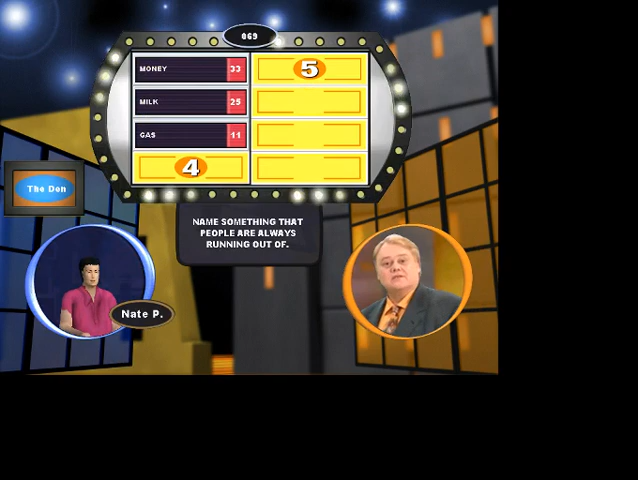 069
MONEY 33
MILK 25
GAS 11
4
5
The Don
NAME SOMETHING THAT
PEOPLE ARE ALWAYS
RUNNING OUT OF.
Nate P.